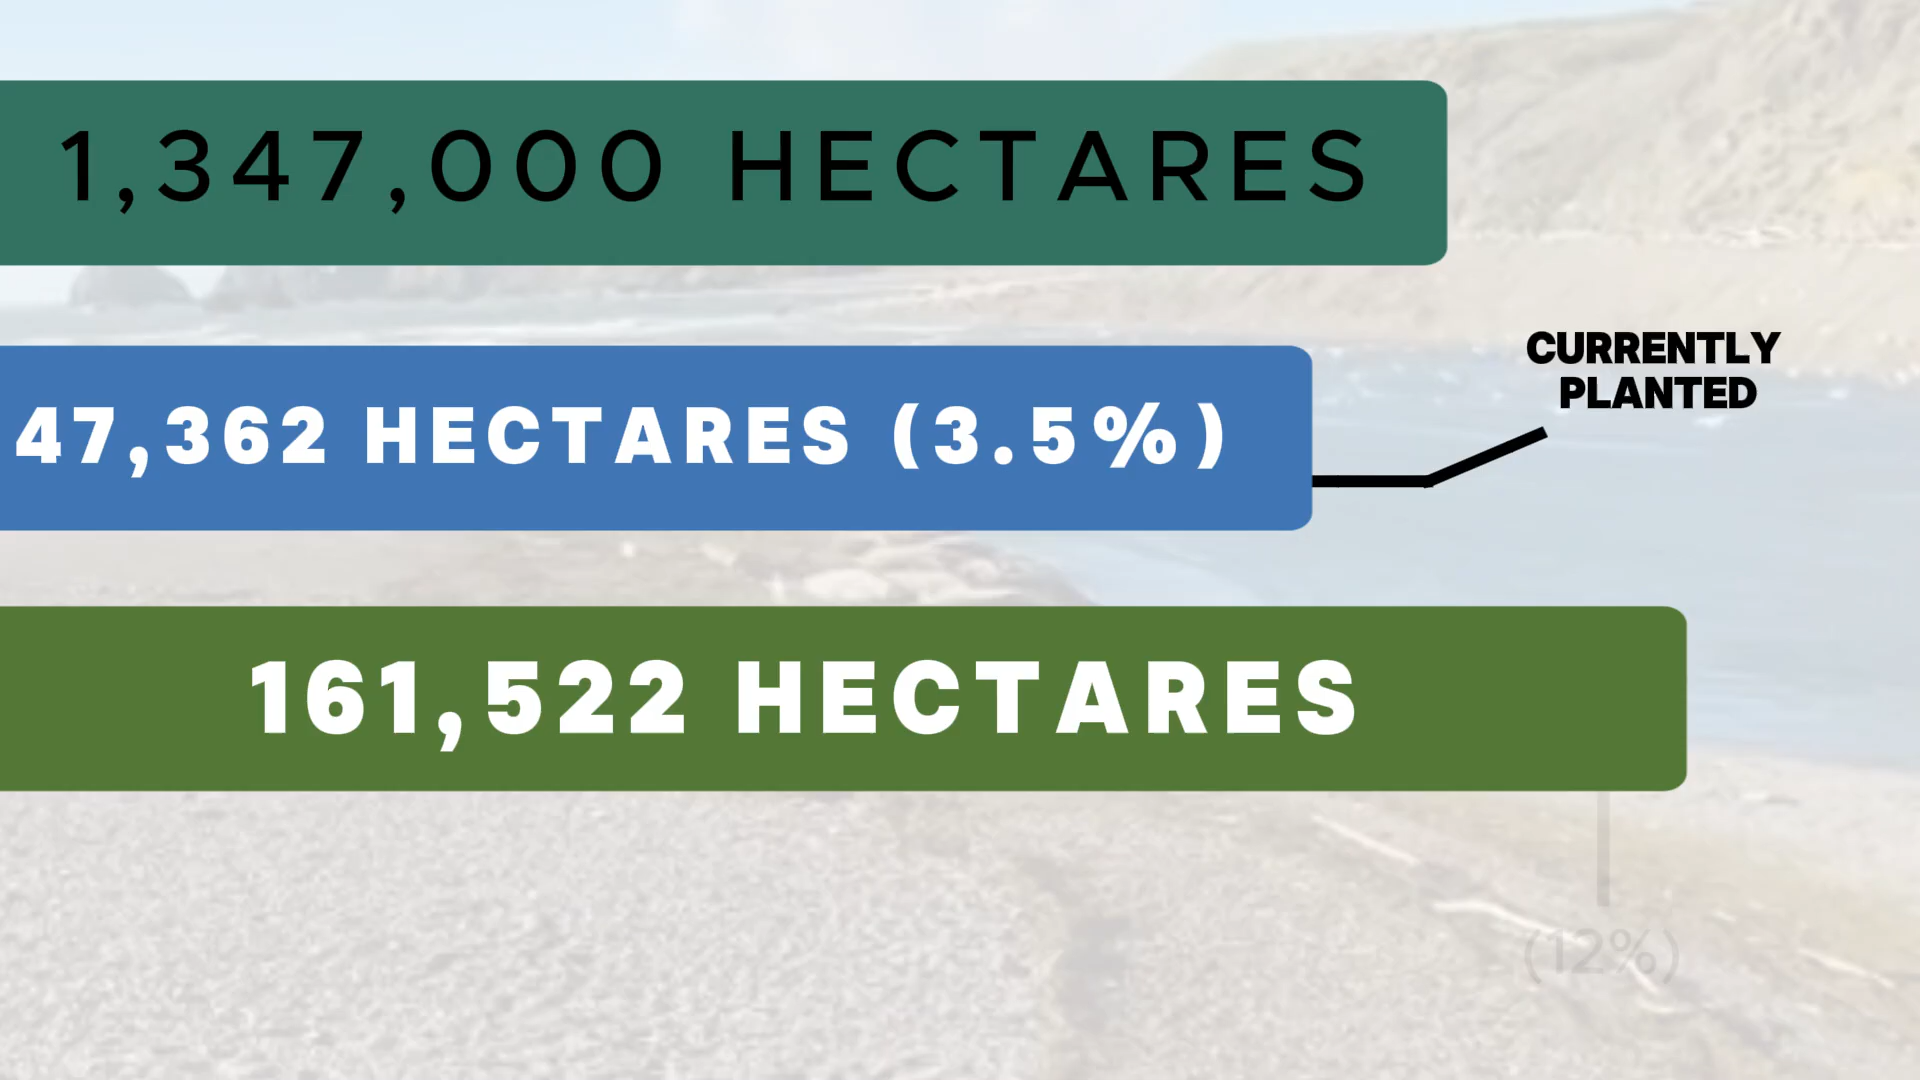 1,347,000 HECTARES
CURRENTLY
PLANTED
47,362 HECTARES (3.5%)
161,522 HECTARES
(12%)